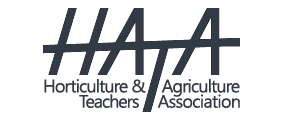 HATA
Horticulture & Agriculture
Teachers Association